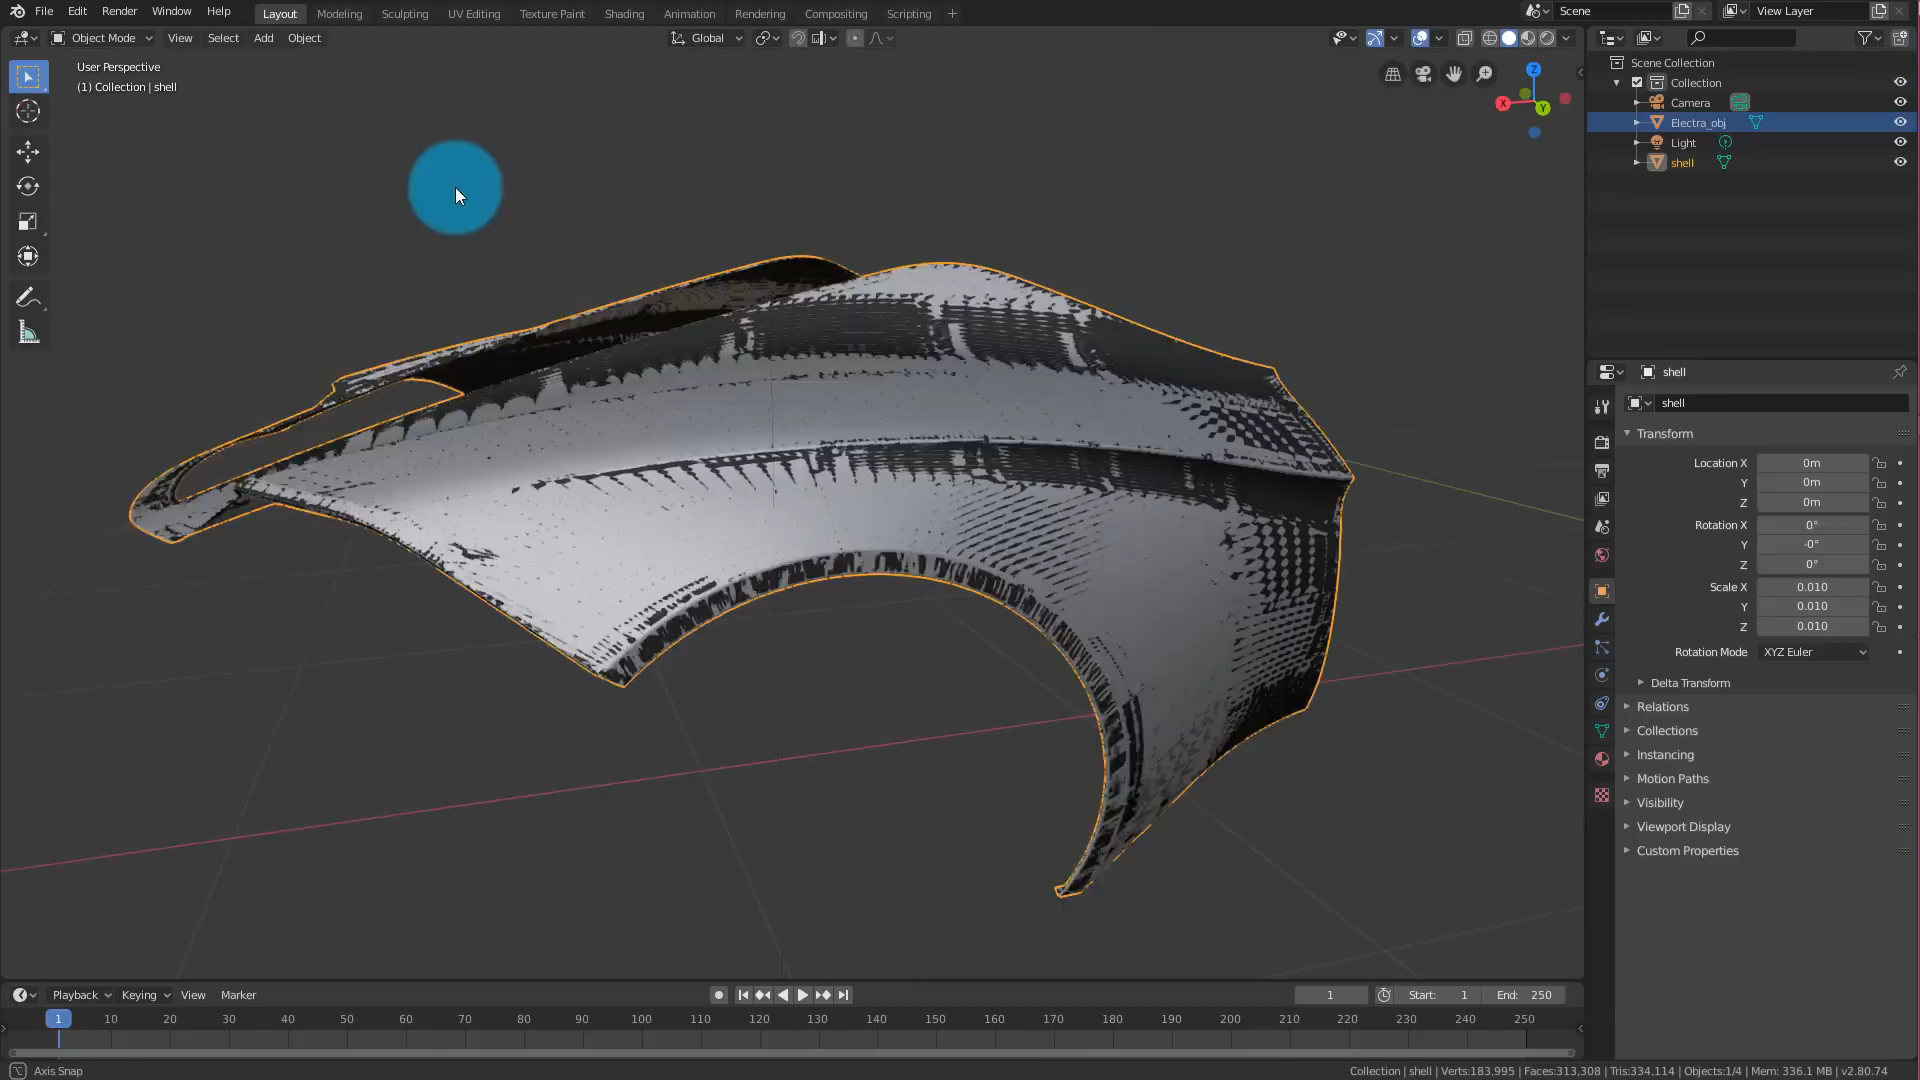 File Edit Render Window Help Layout Modeling Sculpting UV Editing Texture Paint Shading Animation Rendering Compositing Scripting + Scene View Layer
Object Mode View Select Add Object Global
User Perspective
(1) Collection | shell
X Y Z
Scene Collection
Collection
Camera
Electra_obj
Light
shell
shell
shell
Transform
Location X 0m
Y 0m
Z 0m
Rotation X 0°
Y -0°
Z 0°
Scale X 0.010
Y 0.010
Z 0.010
Rotation Mode XYZ Euler
Delta Transform
Relations
Collections
Instancing
Motion Paths
Visibility
Viewport Display
Custom Properties
Playback Keying View Marker 1 Start: 1 End: 250
1 10 20 30 40 50 60 70 80 90 100 110 120 130 140 150 160 170 180 190 200 210 220 230 240 250
Axis Snap Collection | shell | Verts:183,995 | Faces:313,308 | Tris:334,114 | Objects:1/4 | Mem: 336.1 MB | v2.80.74